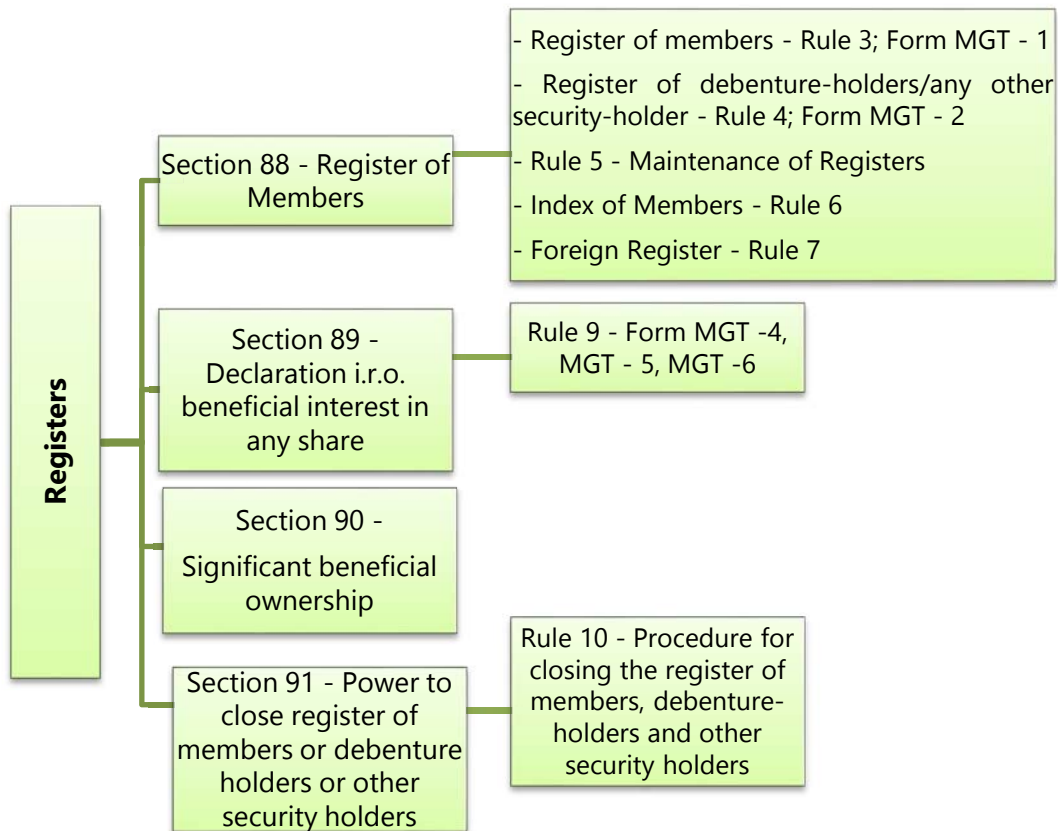 Registers
Section 88 - Register of
Members
- Register of members - Rule 3; Form MGT - 1
- Register of debenture-holders/any other
security-holder - Rule 4; Form MGT - 2
- Rule 5 - Maintenance of Registers
- Index of Members - Rule 6
- Foreign Register - Rule 7
Section 89 -
Declaration i.r.o.
beneficial interest in
any share
Rule 9 - Form MGT -4,
MGT - 5, MGT -6
Section 90 -
Significant beneficial
ownership
Section 91 - Power to
close register of
members or debenture
holders or other
security holders
Rule 10 - Procedure for
closing the register of
members, debenture-
holders and other
security holders